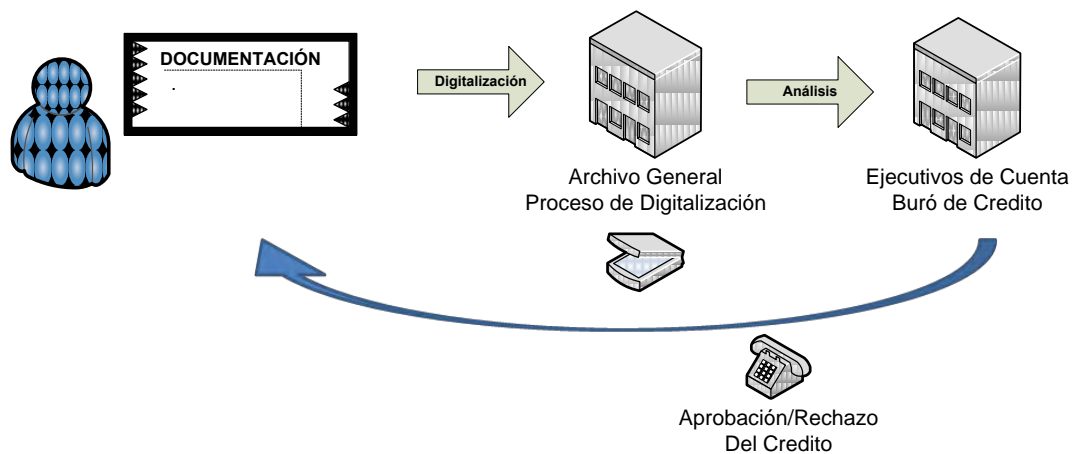 DOCUMENTACIÓN
.
Digitalización
Análisis
Archivo General
Proceso de Digitalización
Ejecutivos de Cuenta
Buró de Credito
Aprobación/Rechazo
Del Credito